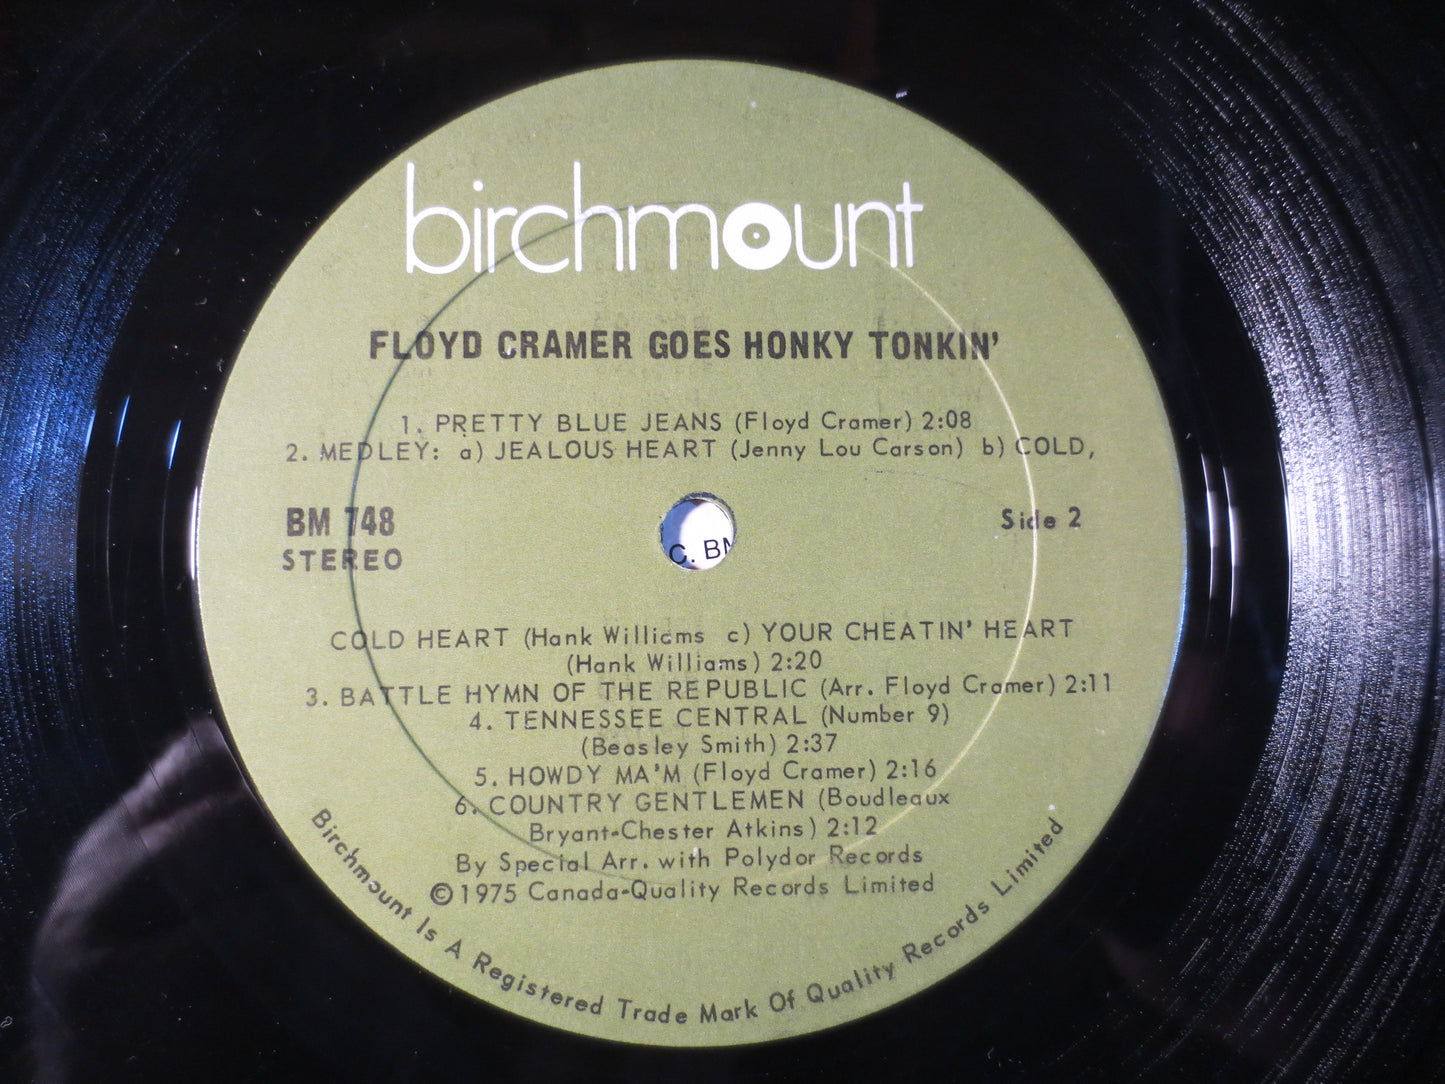 birchmount
FLOYD CRAMER GOES HONKY TONKIN'
1. PRETTY BLUE JEANS (Floyd Cramer) 2:08
2. MEDLEY: a) JEALOUS HEART (Jenny Lou Carson) b) COLD,
BM 748
STEREO
Side 2
C. BM
COLD HEART (Hank Williams c) YOUR CHEATIN' HEART
(Hank Williams) 2:20
3. BATTLE HYMN OF THE REPUBLIC (Arr. Floyd Cramer) 2:11
4. TENNESSEE CENTRAL (Number 9)
(Beasley Smith) 2:37
5. HOWDY MA'M (Floyd Cramer) 2:16
6. COUNTRY GENTLEMEN (Boudleaux
Bryant-Chester Atkins) 2:12
By Special Arr. with Polydor Records
©1975 Canada-Quality Records Limited
Birchmount Is A Registered Trade Mark Of Quality Records Limited